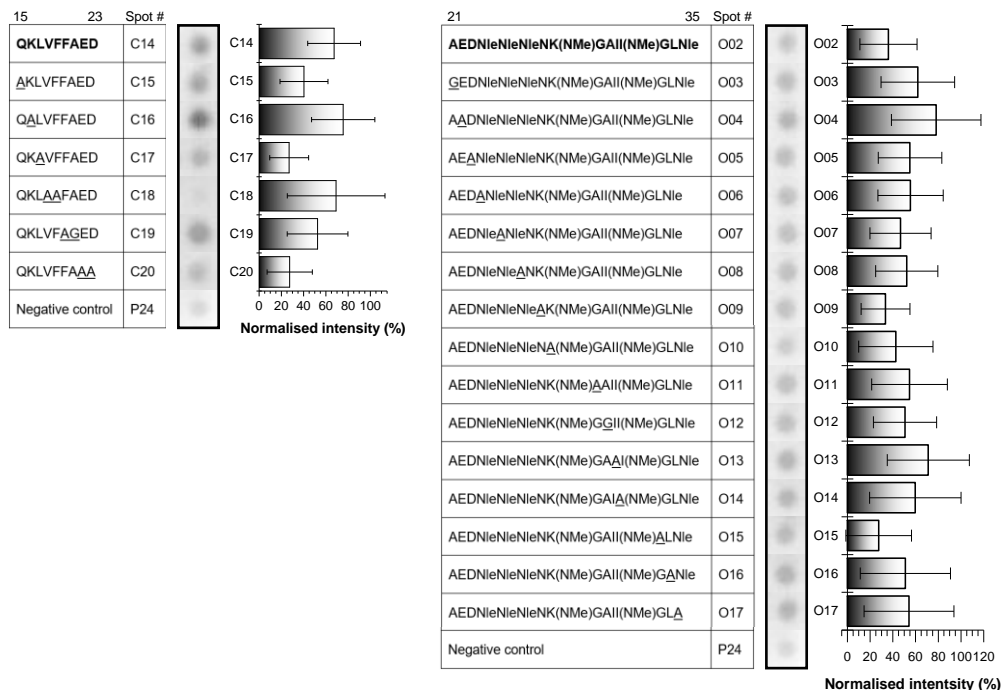 15 23 Spot #
QKLVFFAED C14
AKLVFFAED C15
QALVFFAED C16
QKAVFFAED C17
QKLAAFAED C18
QKLVFAGED C19
QKLVFFAAA C20
Negative control P24
C14
C15
C16
C17
C18
C19
C20
0 20 40 60 80 100
Normalised intensity (%)
21 35 Spot #
AEDNleNleNleNK(NMe)GAII(NMe)GLNle O02
GEDNleNleNleNK(NMe)GAII(NMe)GLNle O03
AADNleNleNleNK(NMe)GAII(NMe)GLNle O04
AEANleNleNleNK(NMe)GAII(NMe)GLNle O05
AEDANleNleNK(NMe)GAII(NMe)GLNle O06
AEDNleANleNK(NMe)GAII(NMe)GLNle O07
AEDNleNleANK(NMe)GAII(NMe)GLNle O08
AEDNleNleNleAK(NMe)GAII(NMe)GLNle O09
AEDNleNleNleNA(NMe)GAII(NMe)GLNle O10
AEDNleNleNleNK(NMe)AAII(NMe)GLNle O11
AEDNleNleNleNK(NMe)GGII(NMe)GLNle O12
AEDNleNleNleNK(NMe)GAAI(NMe)GLNle O13
AEDNleNleNleNK(NMe)GAIA(NMe)GLNle O14
AEDNleNleNleNK(NMe)GAII(NMe)ALNle O15
AEDNleNleNleNK(NMe)GAII(NMe)GANle O16
AEDNleNleNleNK(NMe)GAII(NMe)GLA O17
Negative control P24
O02
O03
O04
O05
O06
O07
O08
O09
O10
O11
O12
O13
O14
O15
O16
O17
0 20 40 60 80 100 120
Normalised intentsity (%)